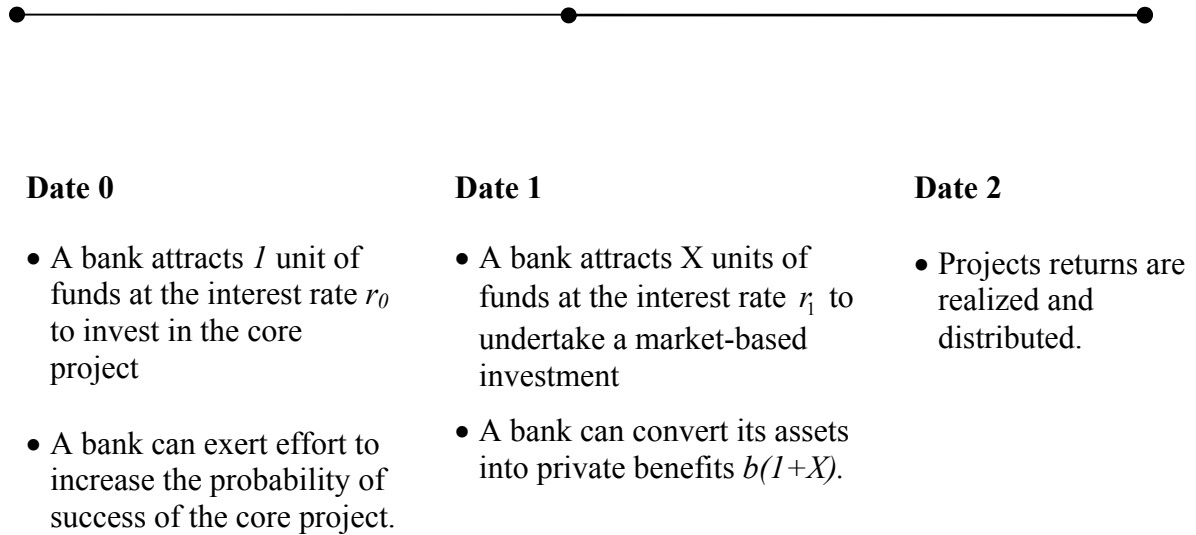 Date 0
• A bank attracts 1 unit of
funds at the interest rate r₀
to invest in the core
project
• A bank can exert effort to
increase the probability of
success of the core project.
Date 1
• A bank attracts X units of
funds at the interest rate r₁ to
undertake a market-based
investment
• A bank can convert its assets
into private benefits b(1+X).
Date 2
• Projects returns are
realized and
distributed.